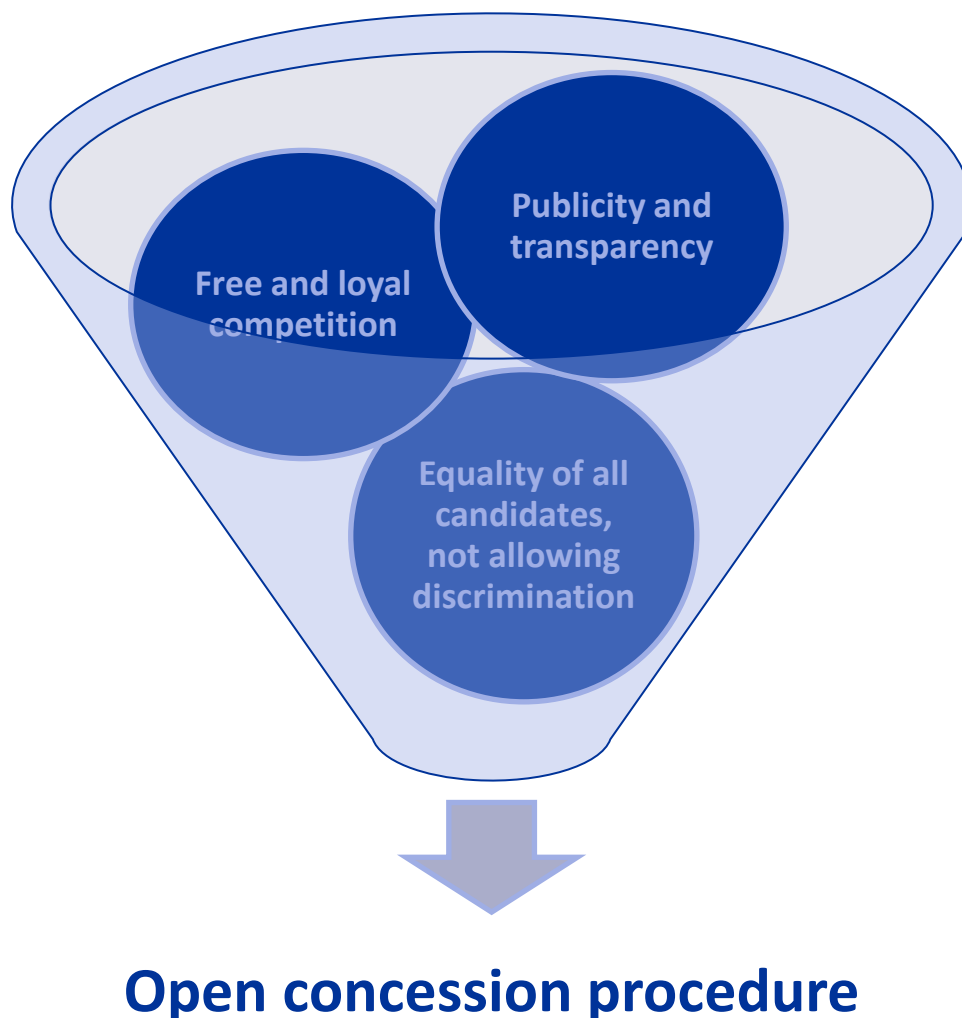 Publicity and
transparency
Free and loyal
competition
Equality of all
candidates,
not allowing
discrimination
Open concession procedure